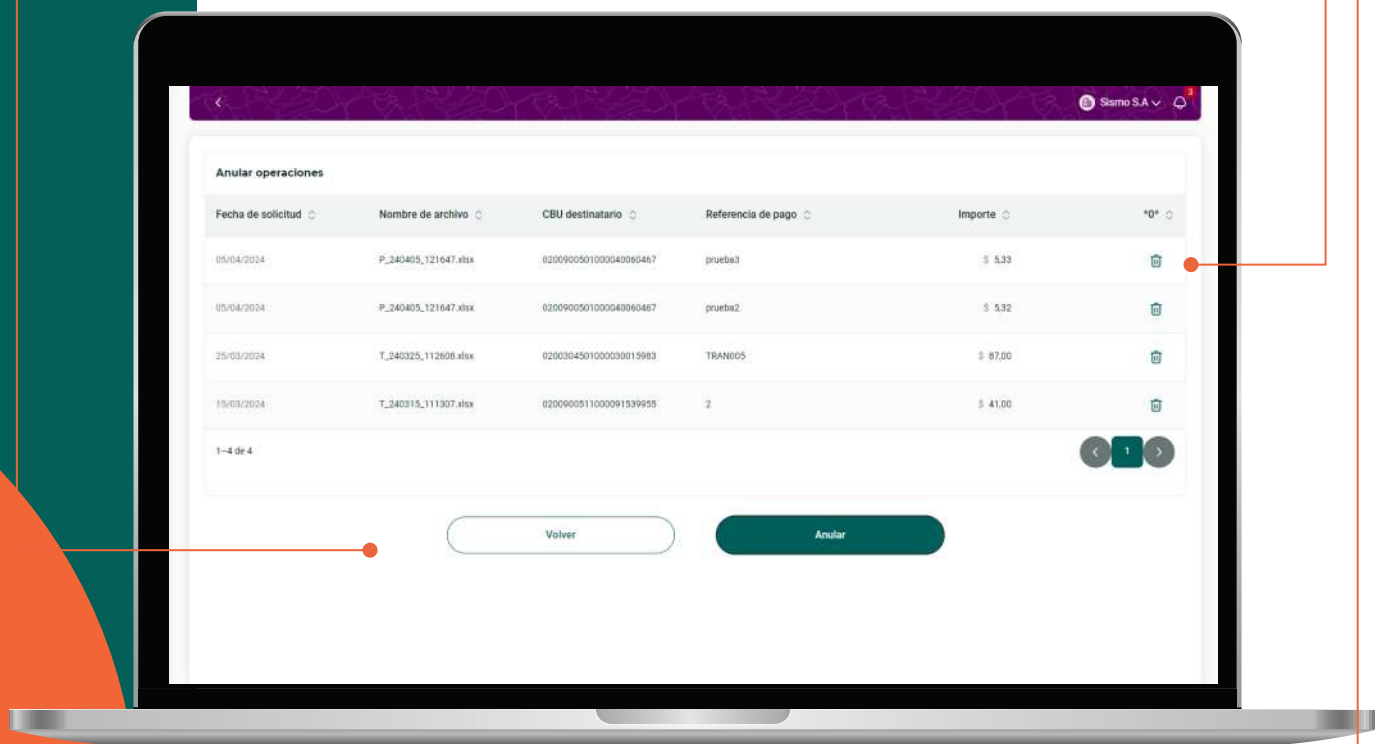 Sismo S.A 3
Anular operaciones
Fecha de solicitud Nombre de archivo CBU destinatario Referencia de pago Importe *0*
05/04/2024 P_240405_121647.xlsx 0200900501000040060467 prueba3 $ 5,33
05/04/2024 P_240405_121647.xlsx 0200900501000040060467 prueba2 $ 5,32
25/03/2024 T_240325_112608.xlsx 0200304501000030015983 TRAN005 $ 87,00
15/03/2024 T_240315_111307.xlsx 0200900511000091539955 2 $ 41,00
1–4 de 4 1
Volver Anular